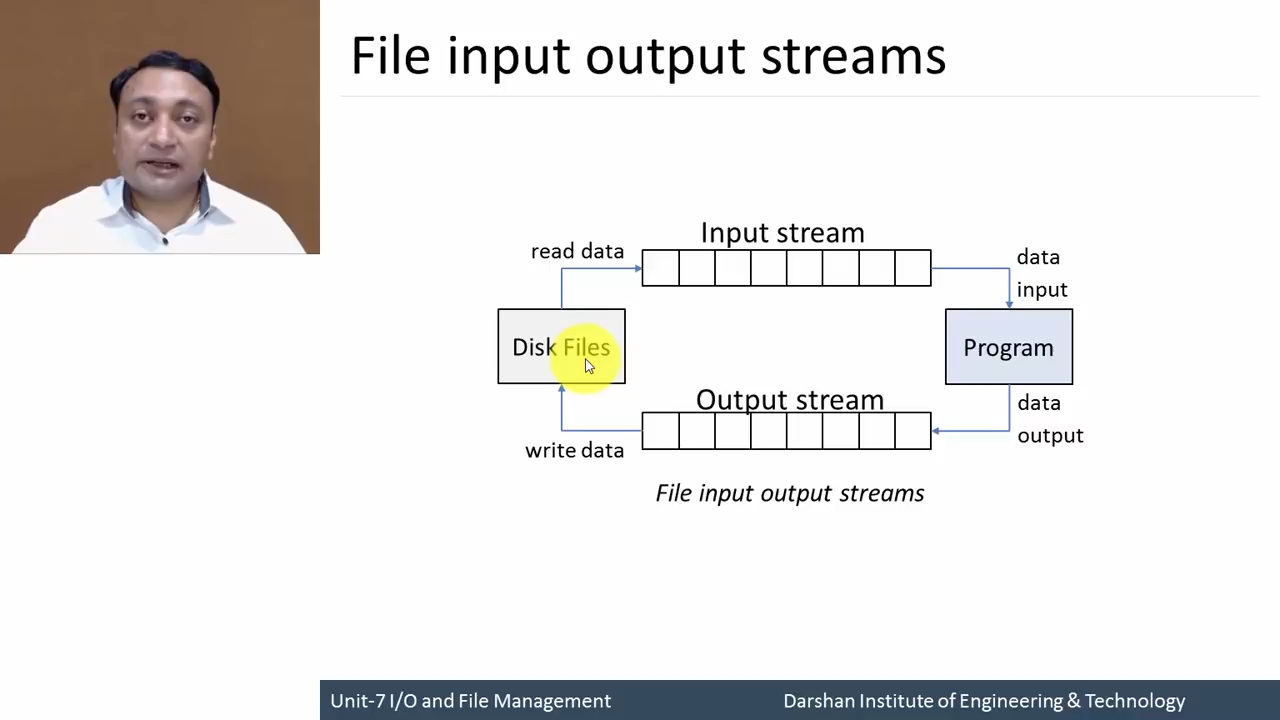 File input output streams
Input stream
read data
data
input
Disk Files
Program
Output stream
data
output
write data
File input output streams
Unit-7 I/O and File Management
Darshan Institute of Engineering & Technology